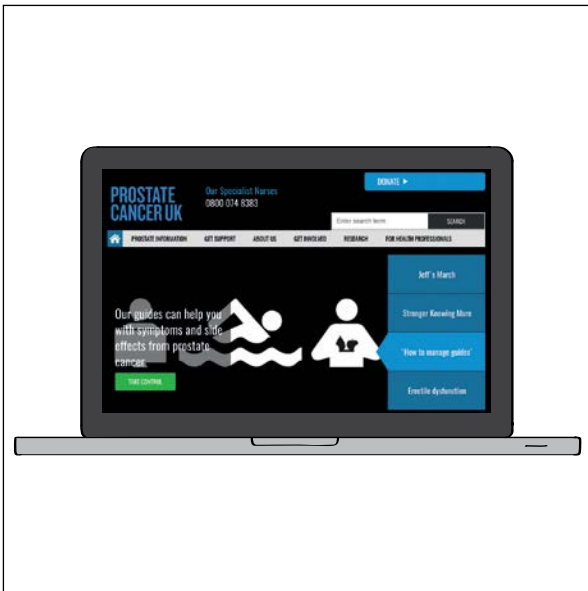 PROSTATE
CANCER UK
Our Specialist Nurses
0800 074 8383
DONATE
Enter search term
SEARCH
PROSTATE INFORMATION GET SUPPORT ABOUT US GET INVOLVED RESEARCH FOR HEALTH PROFESSIONALS
Our guides can help you
with symptoms and side
effects from prostate
cancer
TAKE CONTROL
Jeff's March
Stronger Knowing More
'How to manage guides'
Erectile dysfunction